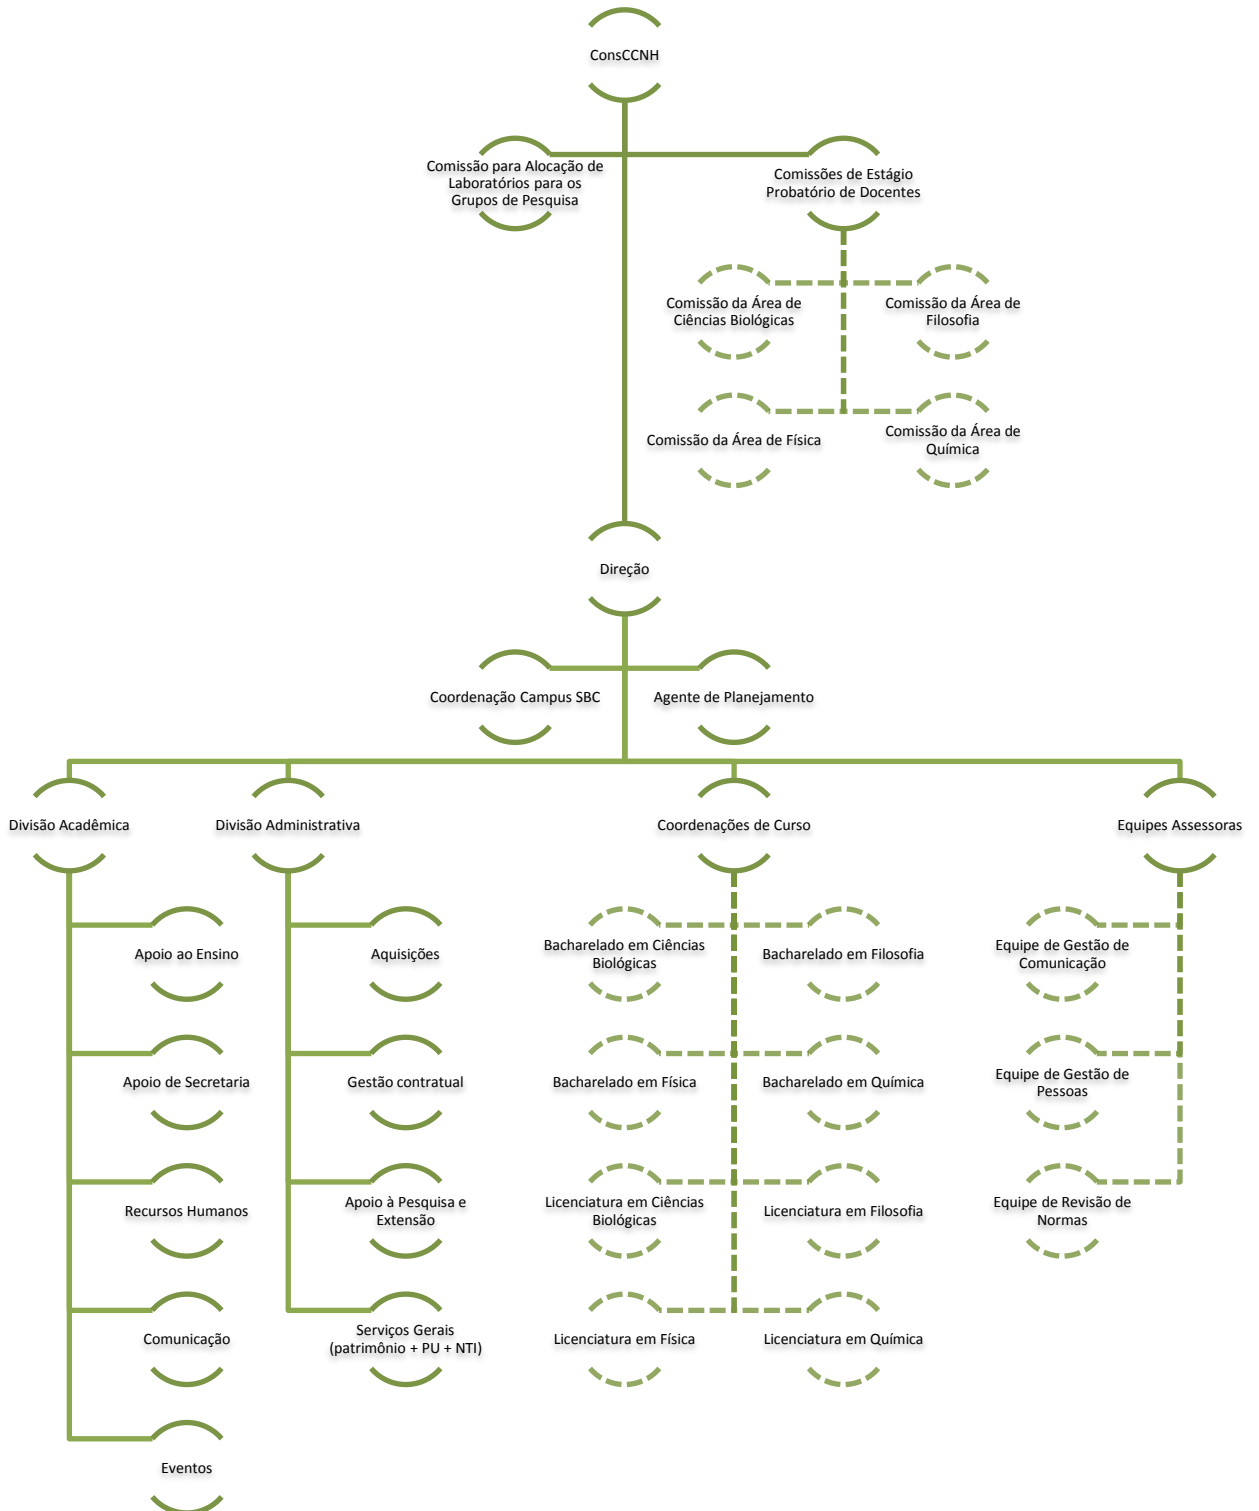 ConsCCNH
Comissão para Alocação de
Laboratórios para os
Grupos de Pesquisa
Comissões de Estágio
Probatório de Docentes
Comissão da Área de
Ciências Biológicas
Comissão da Área de
Filosofia
Comissão da Área de Física
Comissão da Área de
Química
Direção
Coordenação Campus SBC
Agente de Planejamento
Divisão Acadêmica
Divisão Administrativa
Coordenações de Curso
Equipes Assessoras
Apoio ao Ensino
Aquisições
Bacharelado em Ciências
Biológicas
Bacharelado em Filosofia
Equipe de Gestão de
Comunicação
Apoio de Secretaria
Gestão contratual
Bacharelado em Física
Bacharelado em Química
Equipe de Gestão de
Pessoas
Recursos Humanos
Apoio à Pesquisa e
Extensão
Licenciatura em Ciências
Biológicas
Licenciatura em Filosofia
Equipe de Revisão de
Normas
Comunicação
Serviços Gerais
(patrimônio + PU + NTI)
Licenciatura em Física
Licenciatura em Química
Eventos